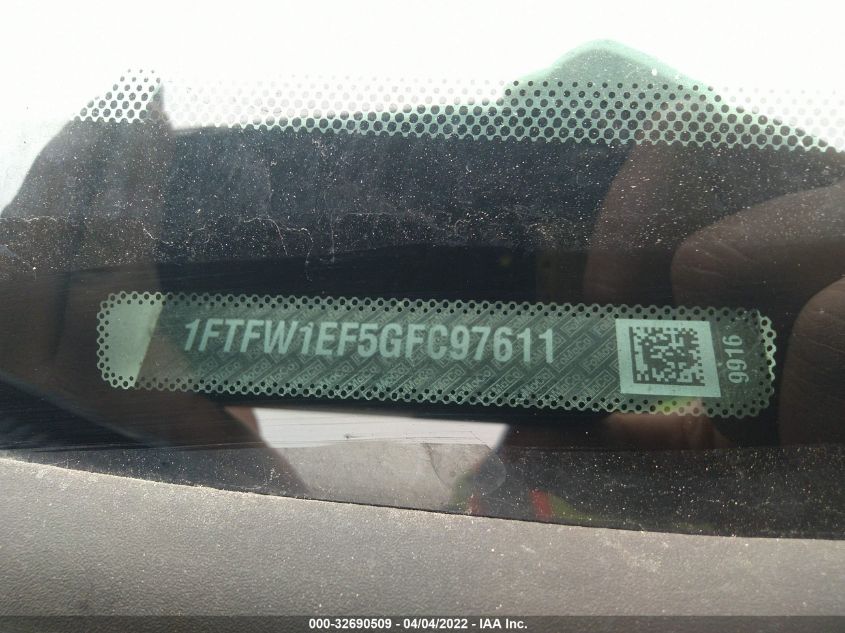 1FTFW1EF5GFC97611
9916
000-32690509 - 04/04/2022 - IAA Inc.